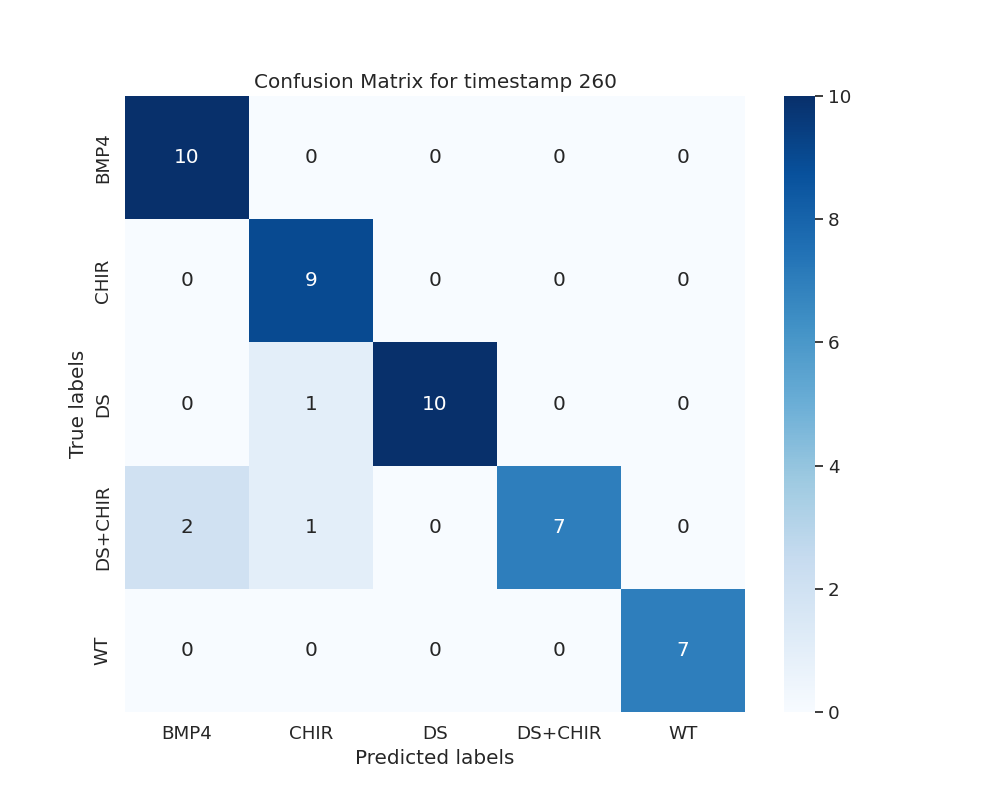 Confusion Matrix for timestamp 260
True labels
BMP4 10 0 0 0 0
CHIR 0 9 0 0 0
DS 0 1 10 0 0
DS+CHIR 2 1 0 7 0
WT 0 0 0 0 7
BMP4 CHIR DS DS+CHIR WT
Predicted labels
10
8
6
4
2
0